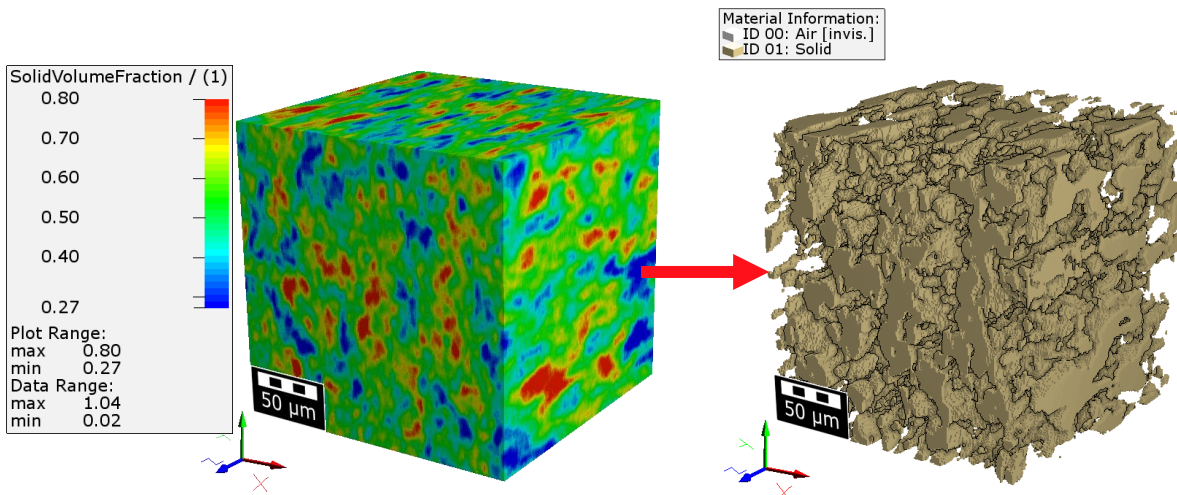 SolidVolumeFraction / (1)
0.80
0.70
0.60
0.50
0.40
0.27
Plot Range:
max 0.80
min 0.27
Data Range:
max 1.04
min 0.02
50 µm
X
Y
Z
Material Information:
ID 00: Air [invis.]
ID 01: Solid
50 µm
X
Y
Z